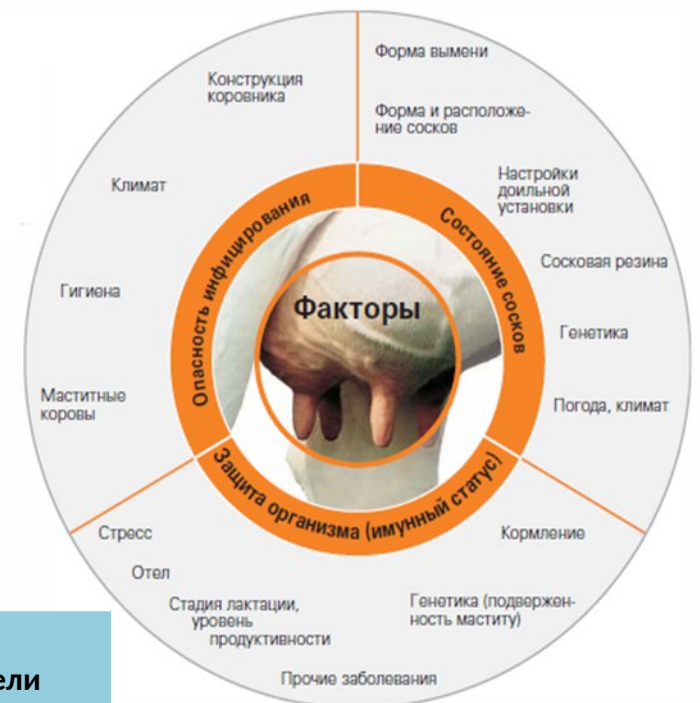 Форма вымени
Конструкция
коровника
Форма и расположе-
ние сосков
Климат
Настройки
доильной
установки
Опасность инфицирования
Состояние сосков
Сосковая резина
Гигиена
Факторы
Генетика
Маститные
коровы
Погода, климат
Защита организма (имунный статус)
Стресс
Кормление
Отел
Стадия лактации,
уровень
продуктивности
Генетика (подвержен-
ность маститу)
Прочие заболевания